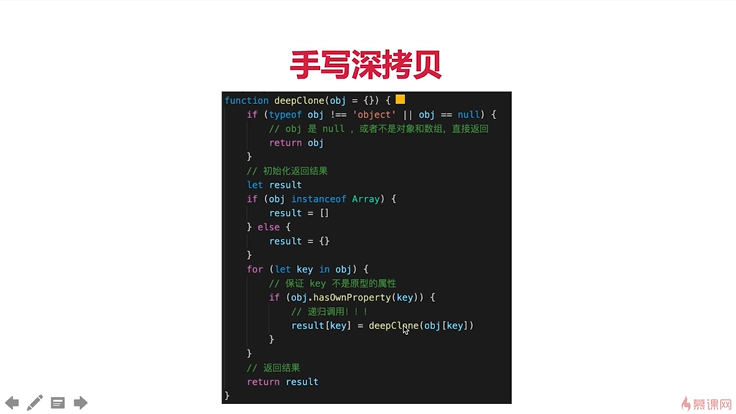 手写深拷贝
function deepClone(obj = {}) {
if (typeof obj !== 'object' || obj == null) {
// obj 是 null ，或者不是对象和数组，直接返回
return obj
}
// 初始化返回结果
let result
if (obj instanceof Array) {
result = []
} else {
result = {}
}
for (let key in obj) {
// 保证 key 不是原型的属性
if (obj.hasOwnProperty(key)) {
// 递归调用！！！
result[key] = deepClone(obj[key])
}
}
// 返回结果
return result
}
慕课网